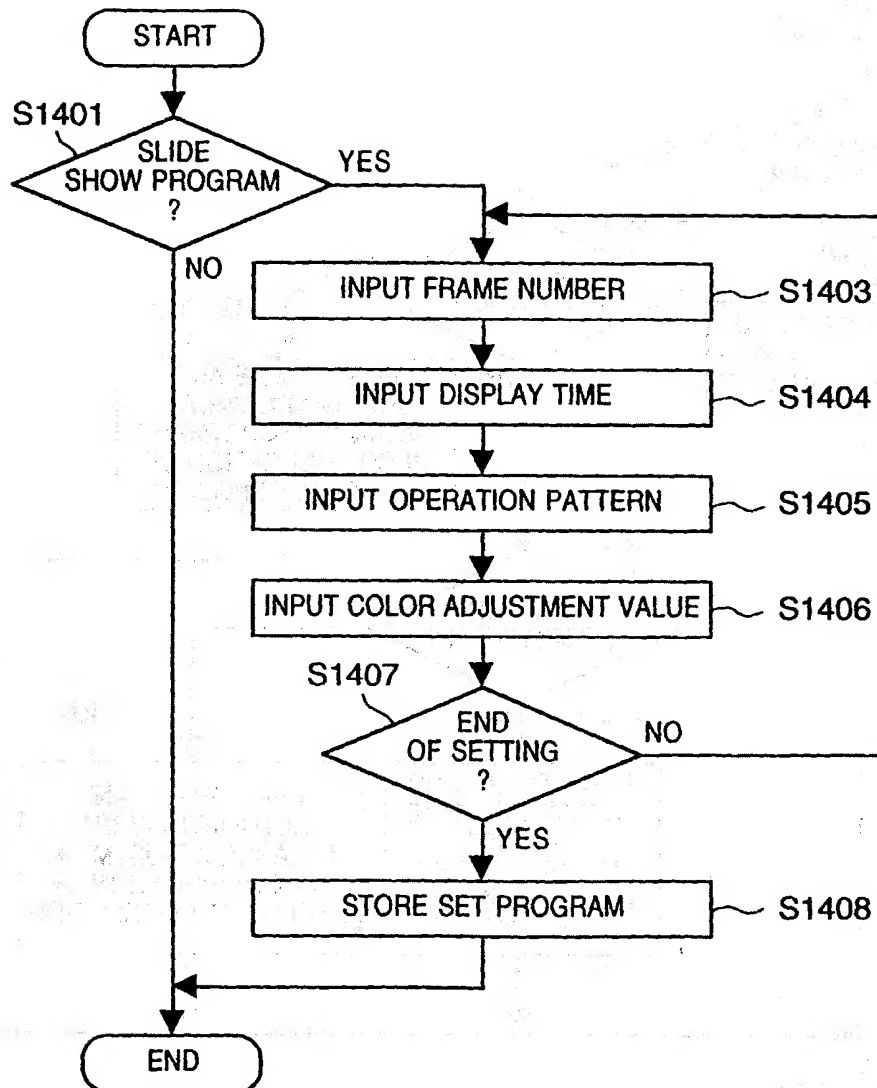 START
S1401
SLIDE
SHOW PROGRAM
?
YES
NO
INPUT FRAME NUMBER
S1403
INPUT DISPLAY TIME
S1404
INPUT OPERATION PATTERN
S1405
INPUT COLOR ADJUSTMENT VALUE
S1406
S1407
END
OF SETTING
?
NO
YES
STORE SET PROGRAM
S1408
END